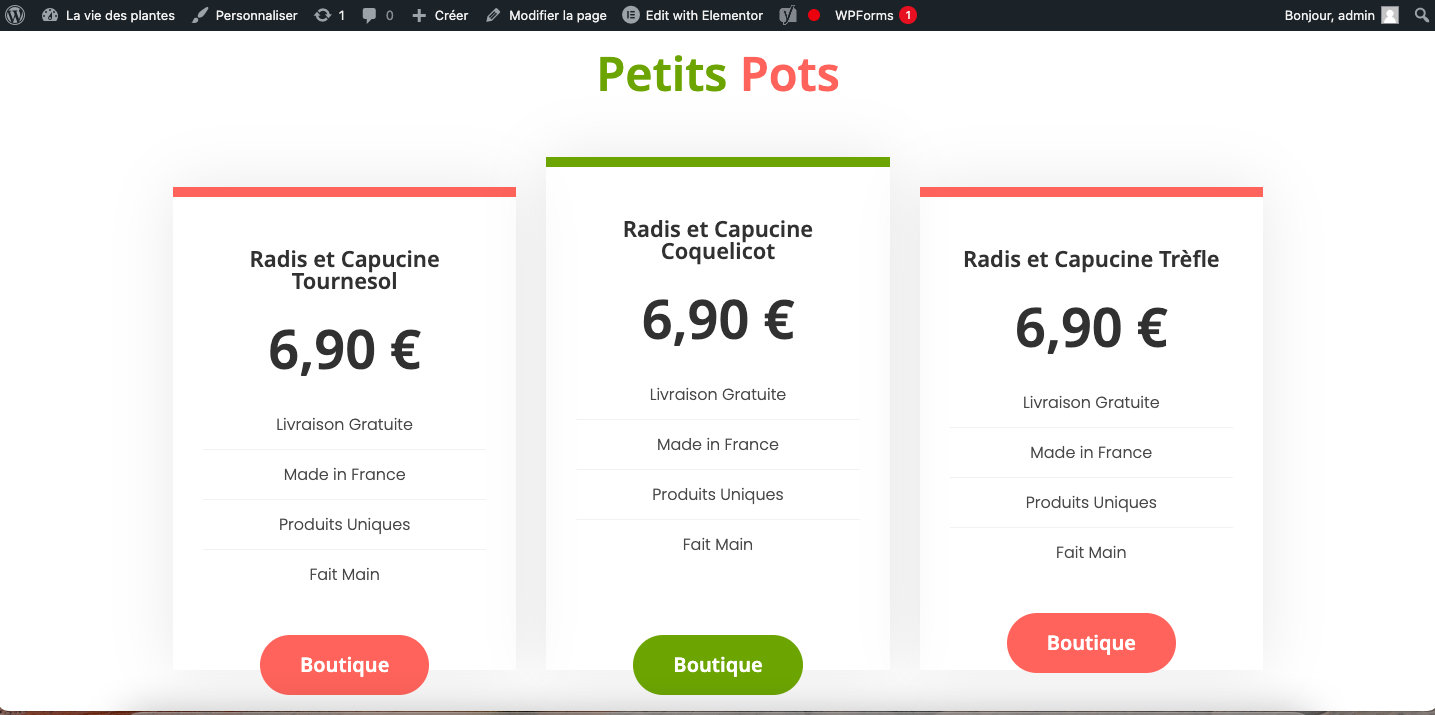 La vie des plantes Personnaliser 1 0 Créer Modifier la page Edit with Elementor WPForms 1 Bonjour, admin
Petits Pots
Radis et Capucine
Tournesol
6,90 €
Livraison Gratuite
Made in France
Produits Uniques
Fait Main
Boutique
Radis et Capucine
Coquelicot
6,90 €
Livraison Gratuite
Made in France
Produits Uniques
Fait Main
Boutique
Radis et Capucine Trèfle
6,90 €
Livraison Gratuite
Made in France
Produits Uniques
Fait Main
Boutique